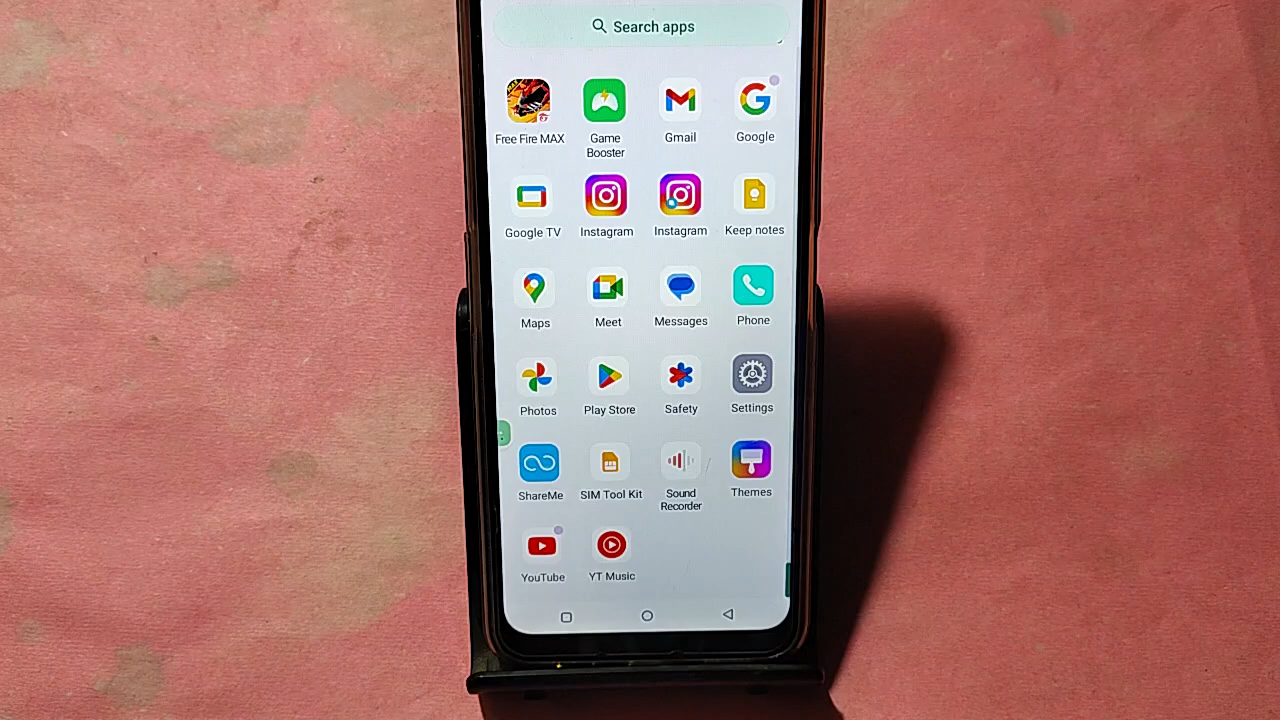 Search apps
Free Fire MAX
Game
Booster
Gmail
Google
Google TV
Instagram
Instagram
Keep notes
Maps
Meet
Messages
Phone
Photos
Play Store
Safety
Settings
ShareMe
SIM Tool Kit
Sound
Recorder
Themes
YouTube
YT Music